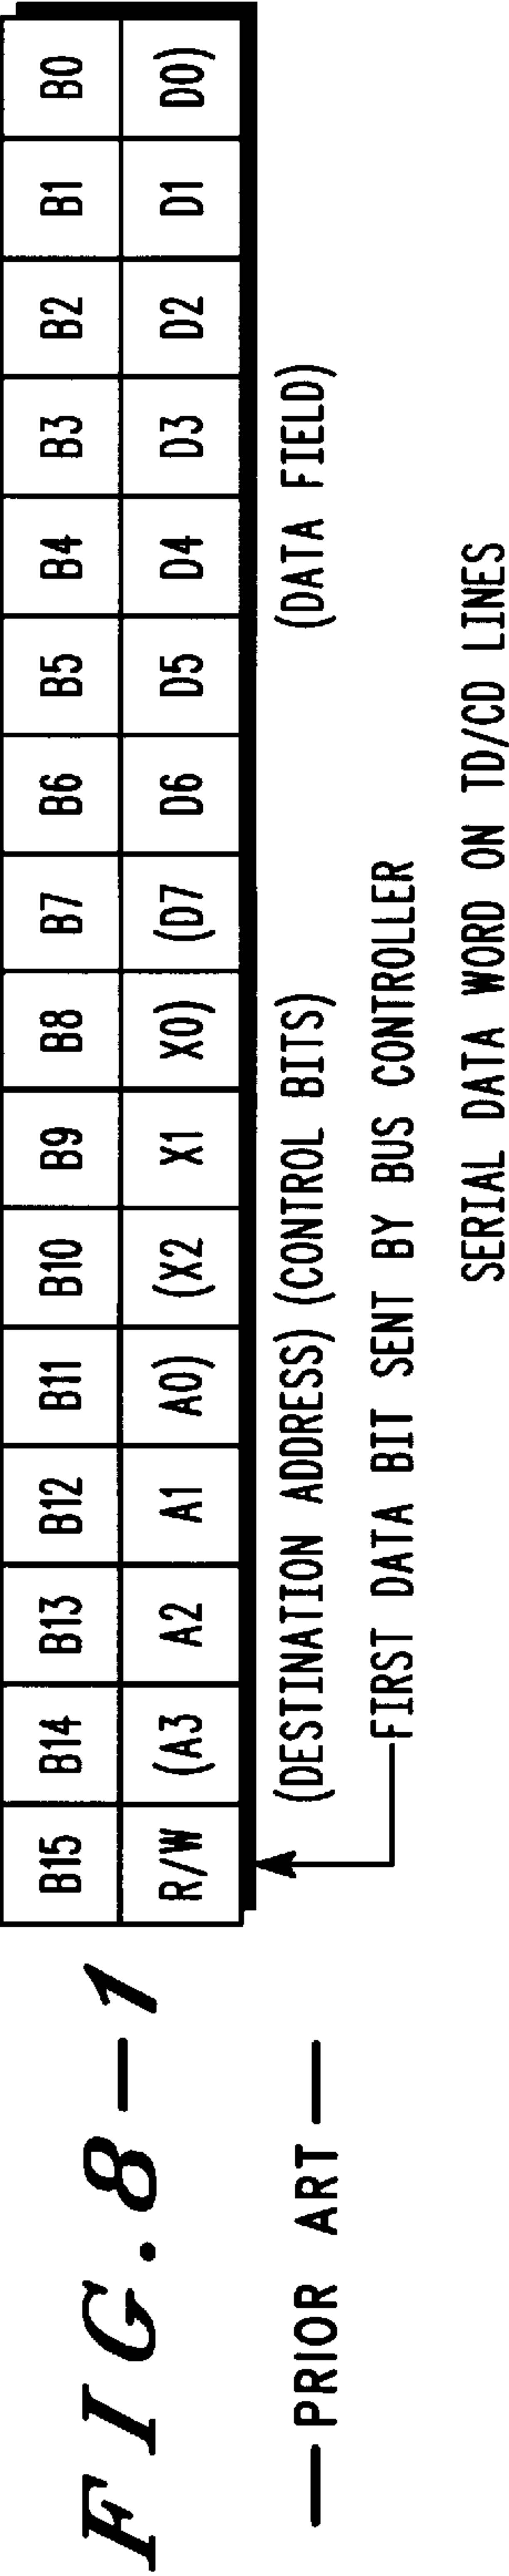 FIG.8-1
—PRIOR ART—
B15 B14 B13 B12 B11 B10 B9 B8 B7 B6 B5 B4 B3 B2 B1 B0
R/W (A3 A2 A1 A0) (X2 X1 X0) (D7 D6 D5 D4 D3 D2 D1 D0)
(DESTINATION ADDRESS) (CONTROL BITS) (DATA FIELD)
FIRST DATA BIT SENT BY BUS CONTROLLER
SERIAL DATA WORD ON TD/CD LINES